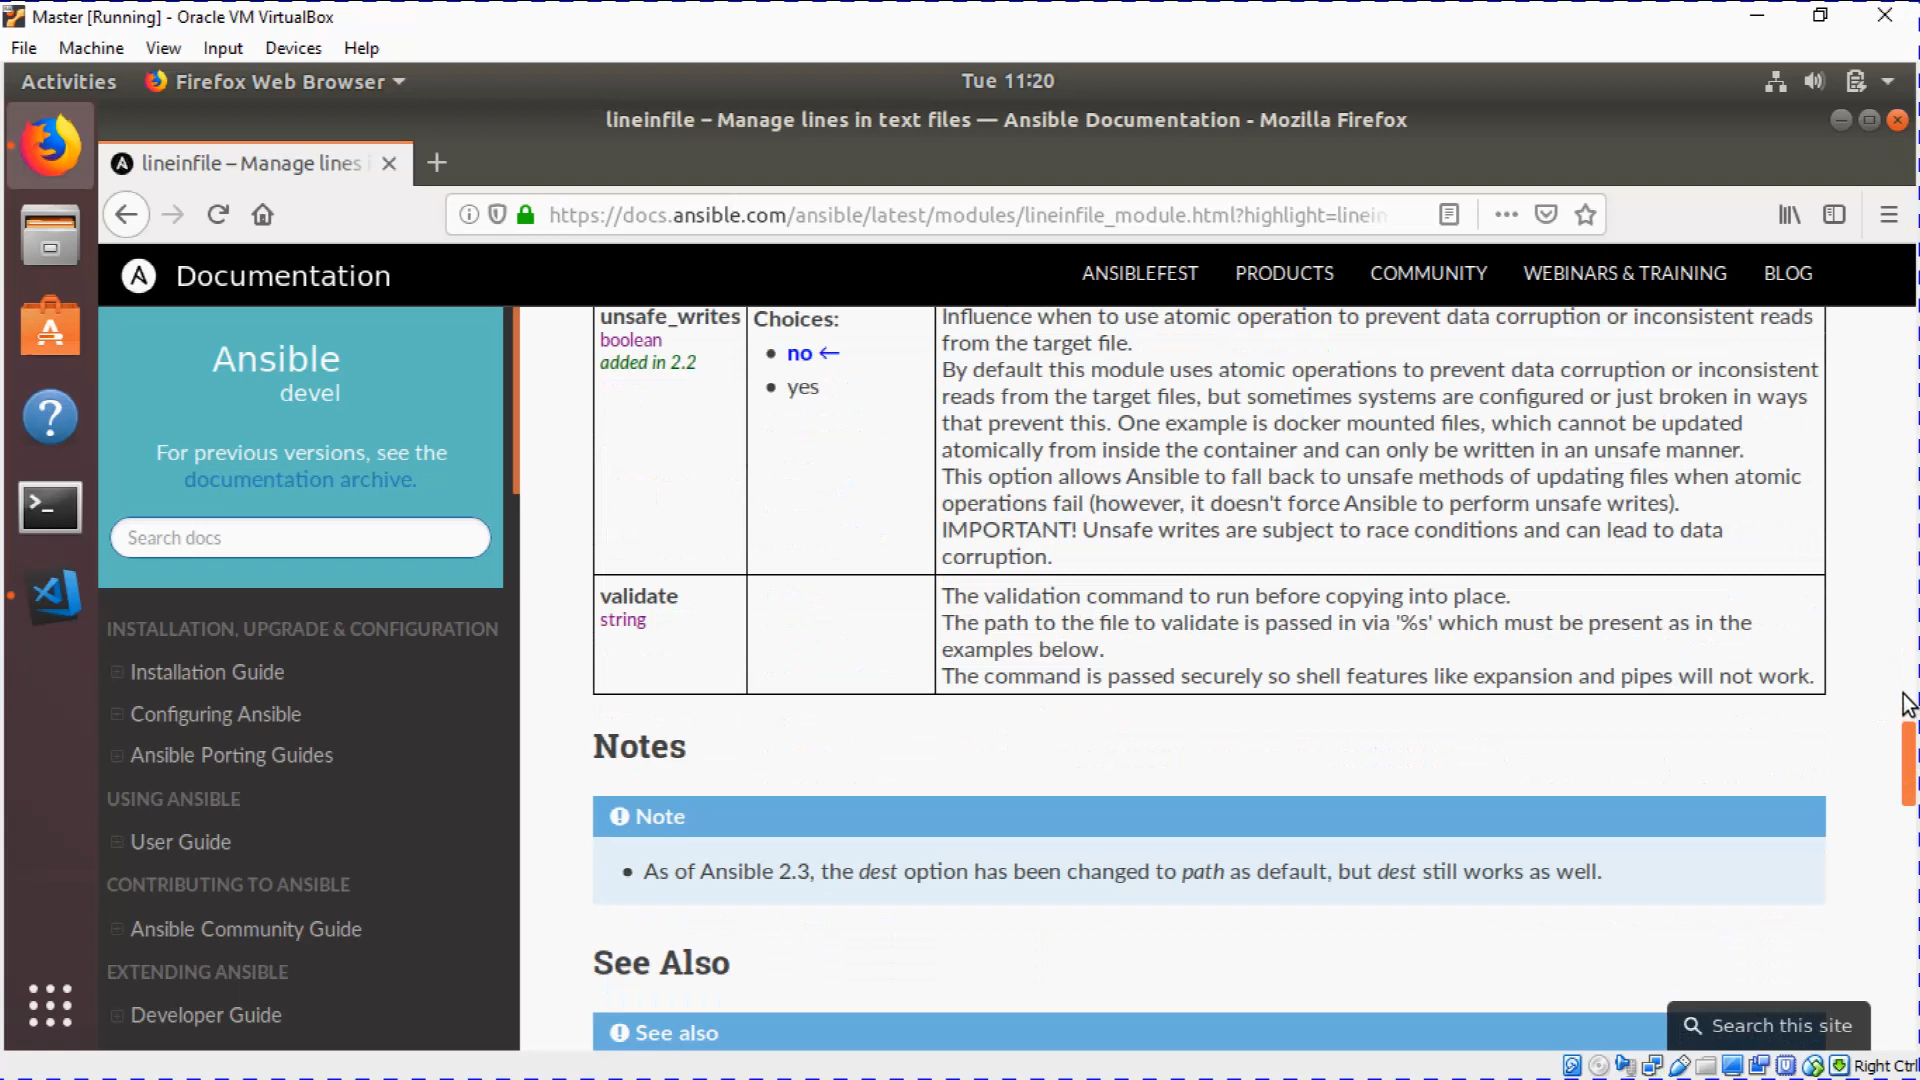 Master [Running] - Oracle VM VirtualBox
File Machine View Input Devices Help
Activities Firefox Web Browser Tue 11:20
lineinfile – Manage lines in text files — Ansible Documentation - Mozilla Firefox
lineinfile – Manage lines
https://docs.ansible.com/ansible/latest/modules/lineinfile_module.html?highlight=linein
Documentation ANSIBLEFEST PRODUCTS COMMUNITY WEBINARS & TRAINING BLOG
Ansible
devel
For previous versions, see the
documentation archive.
Search docs
INSTALLATION, UPGRADE & CONFIGURATION
Installation Guide
Configuring Ansible
Ansible Porting Guides
USING ANSIBLE
User Guide
CONTRIBUTING TO ANSIBLE
Ansible Community Guide
EXTENDING ANSIBLE
Developer Guide
unsafe_writes
boolean
added in 2.2
Choices:
no ←
yes
Influence when to use atomic operation to prevent data corruption or inconsistent reads
from the target file.
By default this module uses atomic operations to prevent data corruption or inconsistent
reads from the target files, but sometimes systems are configured or just broken in ways
that prevent this. One example is docker mounted files, which cannot be updated
atomically from inside the container and can only be written in an unsafe manner.
This option allows Ansible to fall back to unsafe methods of updating files when atomic
operations fail (however, it doesn't force Ansible to perform unsafe writes).
IMPORTANT! Unsafe writes are subject to race conditions and can lead to data
corruption.
validate
string
The validation command to run before copying into place.
The path to the file to validate is passed in via '%s' which must be present as in the
examples below.
The command is passed securely so shell features like expansion and pipes will not work.
Notes
Note
As of Ansible 2.3, the dest option has been changed to path as default, but dest still works as well.
See Also
See also
Search this site
Right Ctrl